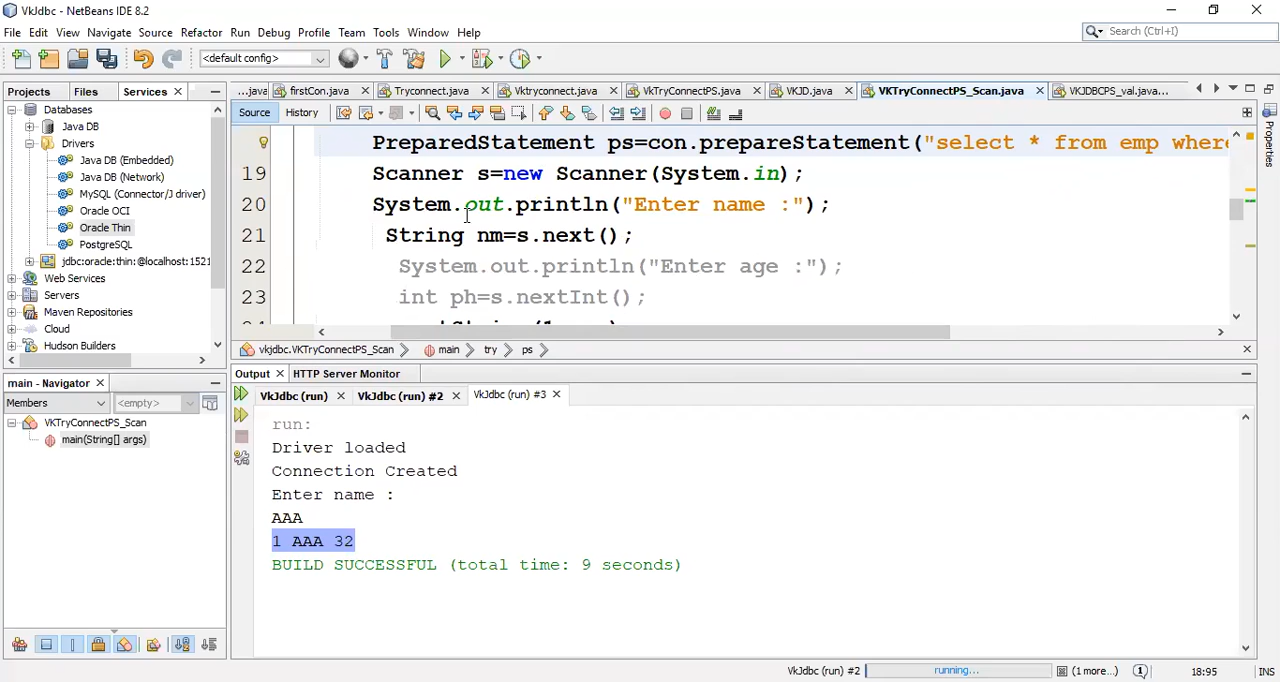 VkJdbc - NetBeans IDE 8.2
File Edit View Navigate Source Refactor Run Debug Profile Team Tools Window Help
Search (Ctrl+I)
<default config>
Projects Files Services
...java firstCon.java Tryconnect.java Vktryconnect.java VKTryConnectPS.java VKJD.java VKTryConnectPS_Scan.java VKJDBCPS_val.java...
Source History
Databases
Java DB
Drivers
Java DB (Embedded)
Java DB (Network)
MySQL (Connector/J driver)
Oracle OCI
Oracle Thin
PostgreSQL
jdbc:oracle:thin:@localhost:1521
Web Services
Servers
Maven Repositories
Cloud
Hudson Builders
PreparedStatement ps=con.prepareStatement("select * from emp where
19 Scanner s=new Scanner(System.in);
20 System.out.println("Enter name :");
21 String nm=s.next();
22 System.out.println("Enter age :");
23 int ph=s.nextInt();
vkjdbc.VKTryConnectPS_Scan main try ps
Properties
main - Navigator
Members <empty>
VKTryConnectPS_Scan
main(String[] args)
Output HTTP Server Monitor
VkJdbc (run) VkJdbc (run) #2 VkJdbc (run) #3
run:
Driver loaded
Connection Created
Enter name :
AAA
1 AAA 32
BUILD SUCCESSFUL (total time: 9 seconds)
VkJdbc (run) #2 running... (1 more...) 1 18:95 INS